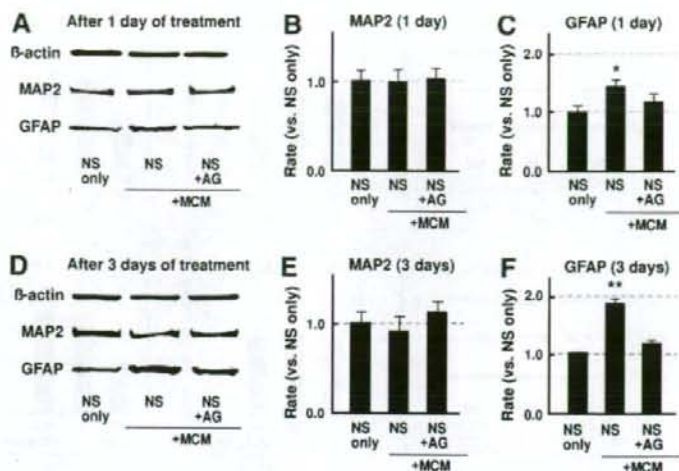 A After 1 day of treatment
ß-actin
MAP2
GFAP
NS only
NS
NS +AG
+MCM
B MAP2 (1 day)
Rate (vs. NS only)
1.0
0.0
NS only
NS
NS +AG
+MCM
C GFAP (1 day)
Rate (vs. NS only)
2.0
*
1.0
0.0
NS only
NS
NS +AG
+MCM
D After 3 days of treatment
ß-actin
MAP2
GFAP
NS only
NS
NS +AG
+MCM
E MAP2 (3 days)
Rate (vs. NS only)
1.0
0.0
NS only
NS
NS +AG
+MCM
F GFAP (3 days)
Rate (vs. NS only)
2.0
**
1.0
0.0
NS only
NS
NS +AG
+MCM